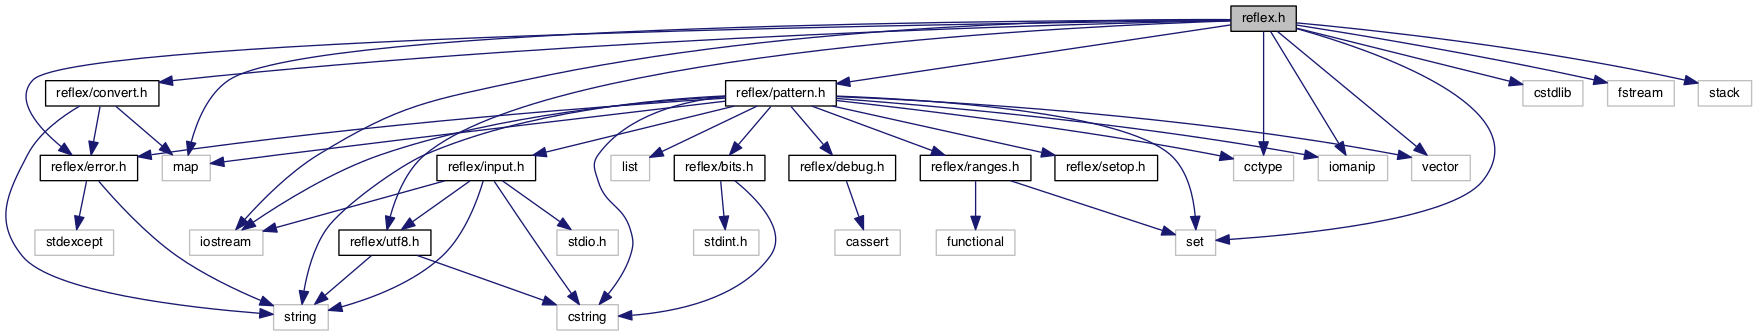 reflex.h
reflex/convert.h
reflex/pattern.h
cstdlib
fstream
stack
reflex/error.h
map
reflex/input.h
list
reflex/bits.h
reflex/debug.h
reflex/ranges.h
reflex/setop.h
cctype
iomanip
vector
stdexcept
iostream
reflex/utf8.h
stdio.h
stdint.h
cassert
functional
set
string
cstring